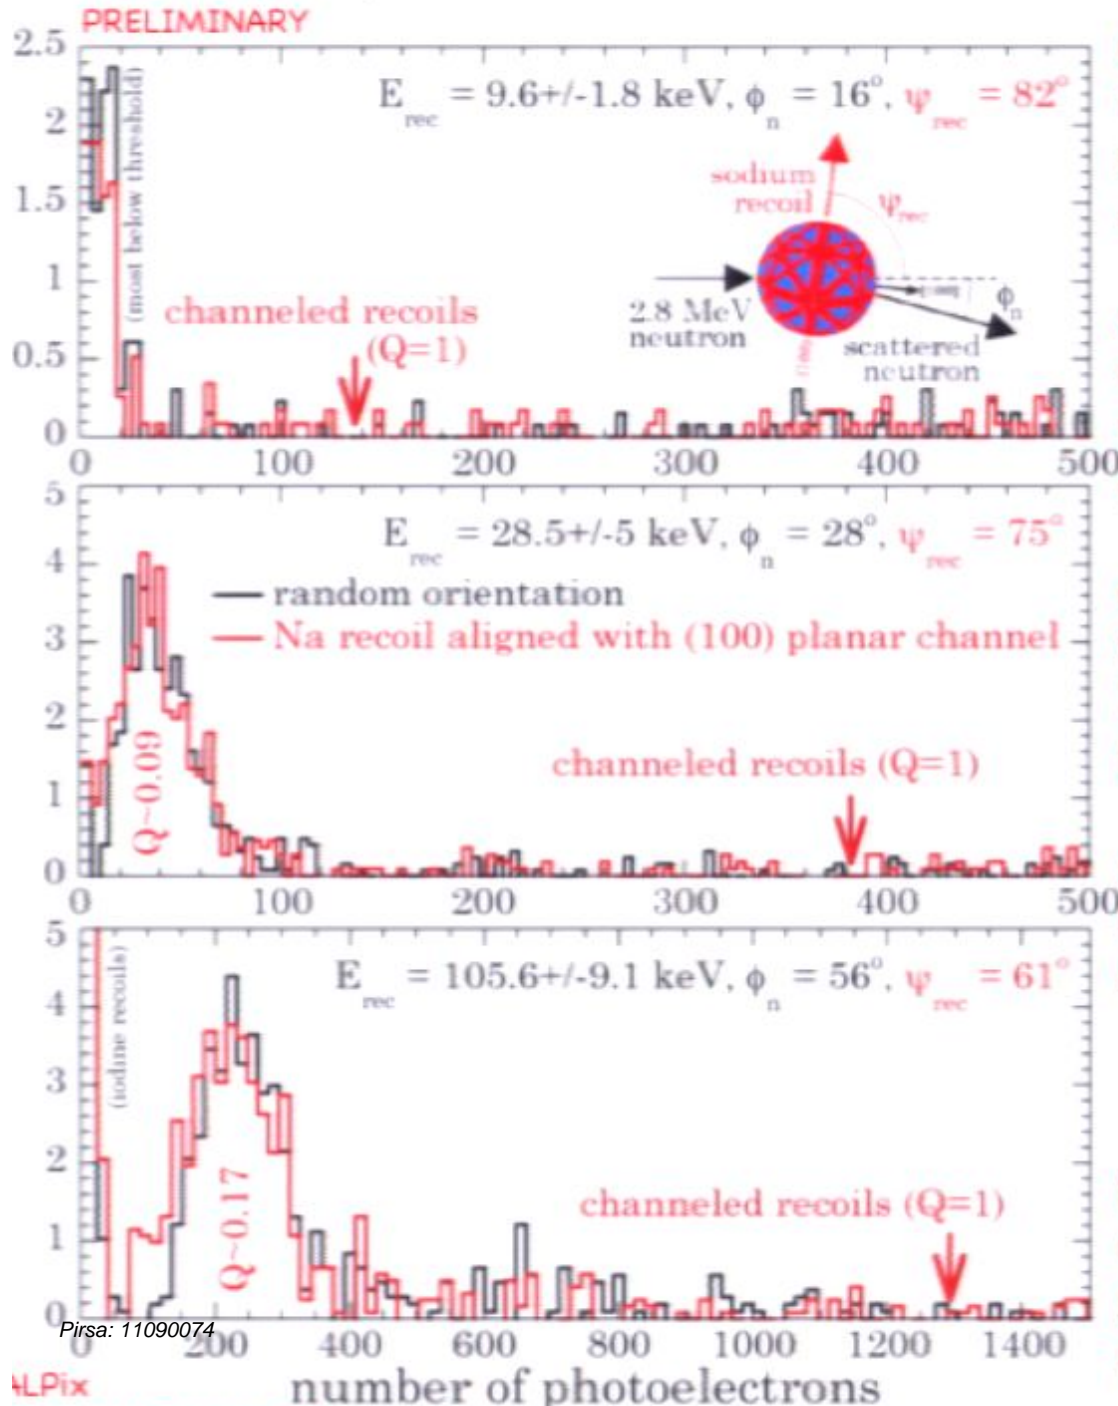 PRELIMINARY
2.5
2
1.5
1
0.5
0
E_rec = 9.6+/-1.8 keV, ϕ_n = 16°, ψ_rec = 82°
(most below threshold)
sodium
recoil
ψ_rec
ϕ_n
2.8 MeV
neutron
scattered
neutron
channeled recoils
(Q=1)
0 100 200 300 400 500
5
4
3
2
1
0
E_rec = 28.5+/-5 keV, ϕ_n = 28°, ψ_rec = 75°
random orientation
Na recoil aligned with (100) planar channel
Q~0.09
channeled recoils (Q=1)
0 100 200 300 400 500
5
4
3
2
1
0
E_rec = 105.6+/-9.1 keV, ϕ_n = 56°, ψ_rec = 61°
(iodine recoils)
Q~0.17
channeled recoils (Q=1)
Pirsa: 11090074
0 200 400 600 800 1000 1200 1400
ALPix
number of photoelectrons